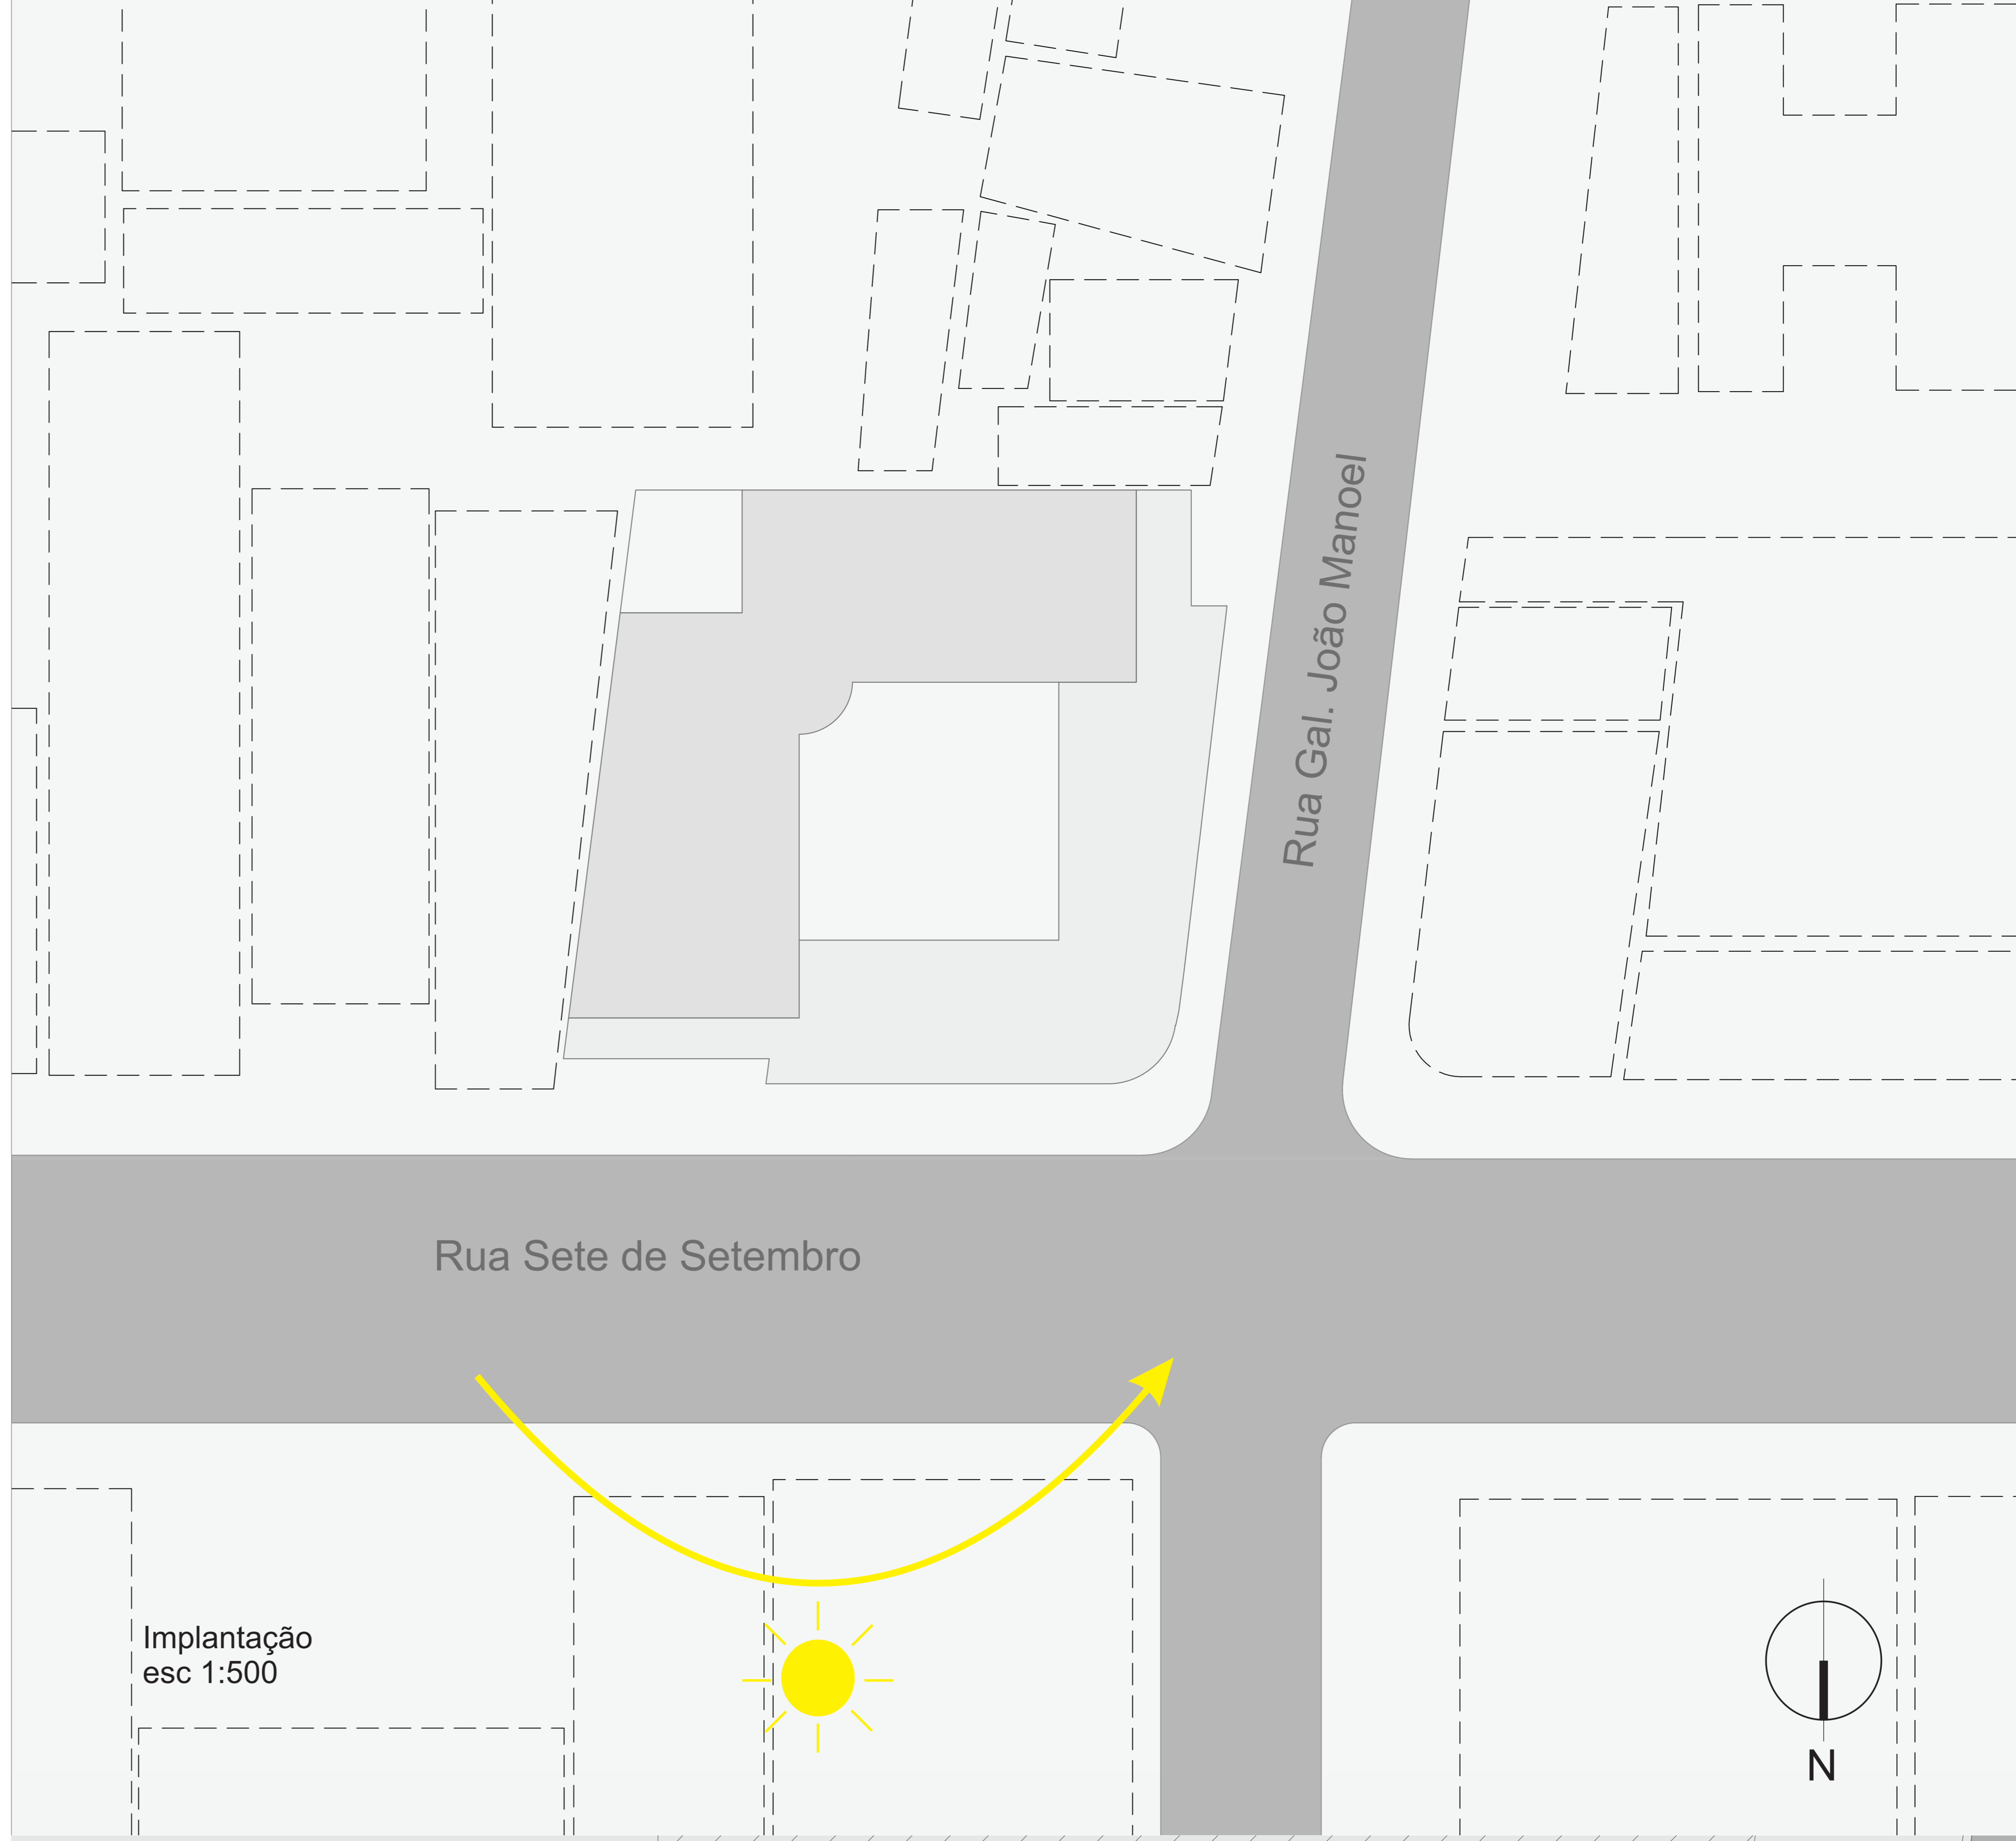 Rua Gal. João Manoel
Rua Sete de Setembro
Implantação
esc 1:500
N